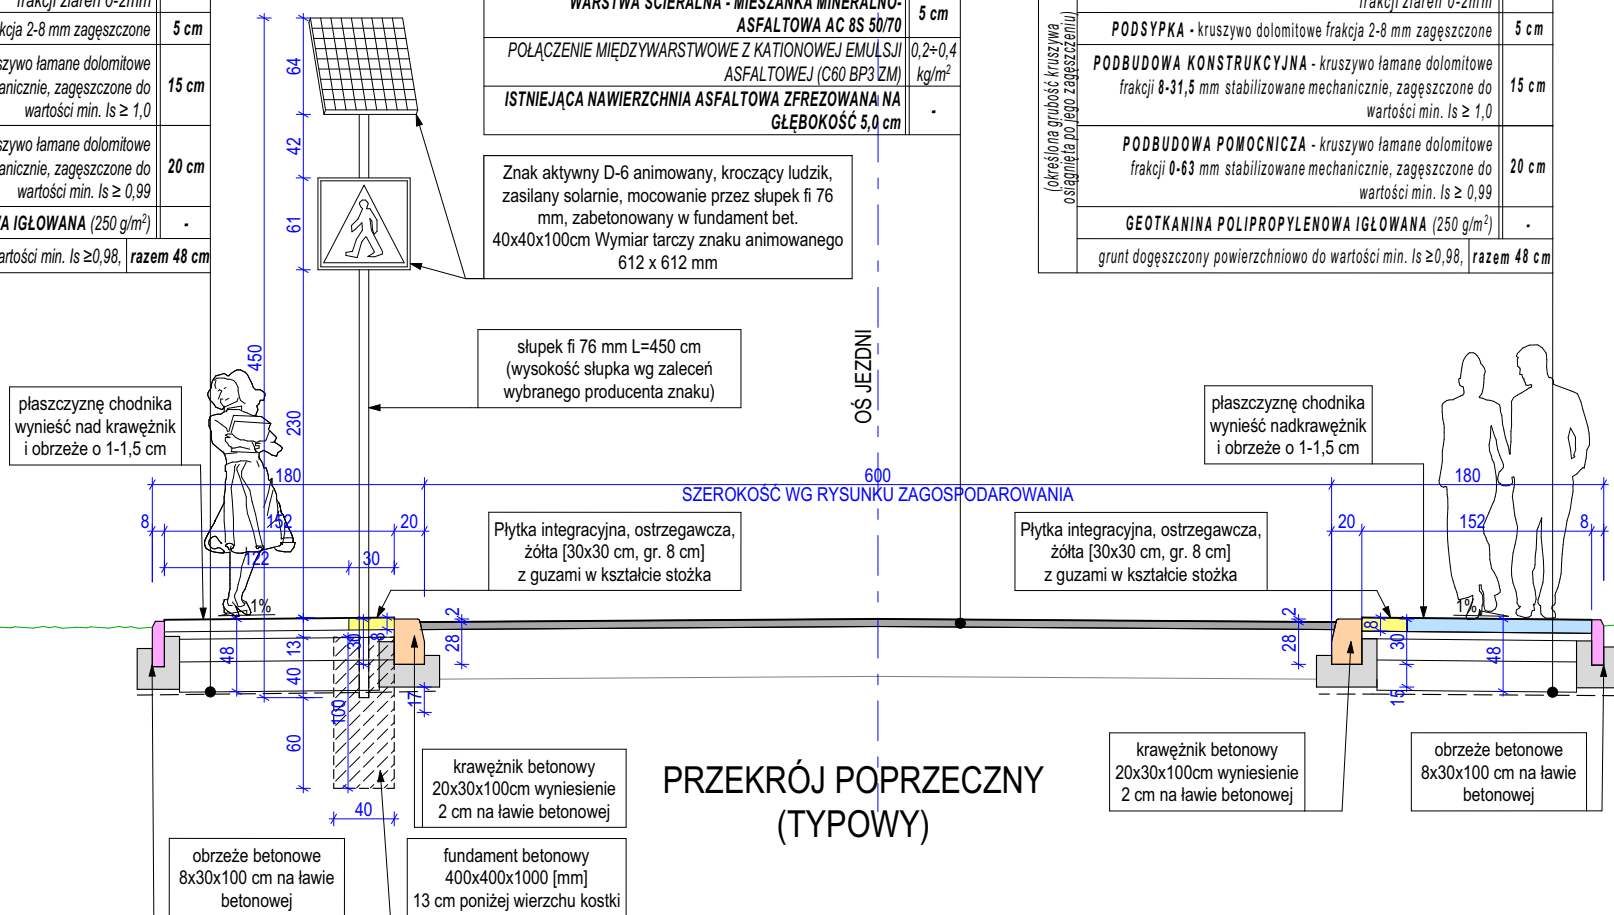 frakcji ziaren 0-2mm
kcja 2-8 mm zagęszczone
5 cm
szywo łamane dolomitowe
anicznie, zagęszczone do
wartości min. Is ≥ 1,0
15 cm
szywo łamane dolomitowe
anicznie, zagęszczone do
wartości min. Is ≥ 0,99
20 cm
A IGŁOWANA (250 g/m²)
-
artości min. Is ≥0,98,
razem 48 cm
WARSTWA ŚCIERALNA - MIESZANKA MINERALNO-
ASFALTOWA AC 8S 50/70
5 cm
POŁĄCZENIE MIĘDZYWARSTWOWE Z KATIONOWEJ EMULSJI
ASFALTOWEJ (C60 BP3 ZM)
0,2÷0,4
kg/m²
ISTNIEJĄCA NAWIERZCHNIA ASFALTOWA ZFREZOWANA NA
GŁĘBOKOŚĆ 5,0 cm
-
(określona grubość kruszywa
osiągnięta po jego zagęszczeniu)
frakcji ziaren 0-2mm
PODSYPKA - kruszywo dolomitowe frakcja 2-8 mm zagęszczone
5 cm
PODBUDOWA KONSTRUKCYJNA - kruszywo łamane dolomitowe
frakcji 8-31,5 mm stabilizowane mechanicznie, zagęszczone do
wartości min. Is ≥ 1,0
15 cm
PODBUDOWA POMOCNICZA - kruszywo łamane dolomitowe
frakcji 0-63 mm stabilizowane mechanicznie, zagęszczone do
wartości min. Is ≥ 0,99
20 cm
GEOTKANINA POLIPROPYLENOWA IGŁOWANA (250 g/m²)
-
grunt dogęszczony powierzchniowo do wartości min. Is ≥0,98,
razem 48 cm
64
42
61
450
230
Znak aktywny D-6 animowany, kroczący ludzik,
zasilany solarnie, mocowanie przez słupek fi 76
mm, zabetonowany w fundament bet.
40x40x100cm Wymiar tarczy znaku animowanego
612 x 612 mm
słupek fi 76 mm L=450 cm
(wysokość słupka wg zaleceń
wybranego producenta znaku)
OŚ JEZDNI
płaszczyznę chodnika
wynieść nad krawężnik
i obrzeże o 1-1,5 cm
płaszczyznę chodnika
wynieść nadkrawężnik
i obrzeże o 1-1,5 cm
180
600
180
SZEROKOŚĆ WG RYSUNKU ZAGOSPODAROWANIA
8
152
20
20
152
8
122
30
Płytka integracyjna, ostrzegawcza,
żółta [30x30 cm, gr. 8 cm]
z guzami w kształcie stożka
Płytka integracyjna, ostrzegawcza,
żółta [30x30 cm, gr. 8 cm]
z guzami w kształcie stożka
1%
1%
48
13
40
60
30
8
100
17
2
28
2
28
8
30
15
48
40
PRZEKRÓJ POPRZECZNY
(TYPOWY)
krawężnik betonowy
20x30x100cm wyniesienie
2 cm na ławie betonowej
krawężnik betonowy
20x30x100cm wyniesienie
2 cm na ławie betonowej
obrzeże betonowe
8x30x100 cm na ławie
betonowej
obrzeże betonowe
8x30x100 cm na ławie
betonowej
fundament betonowy
400x400x1000 [mm]
13 cm poniżej wierzchu kostki